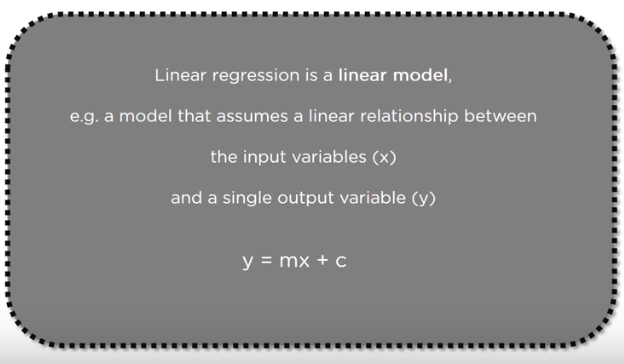 Linear regression is a linear model,
e.g. a model that assumes a linear relationship between
the input variables (x)
and a single output variable (y)
y = mx + c